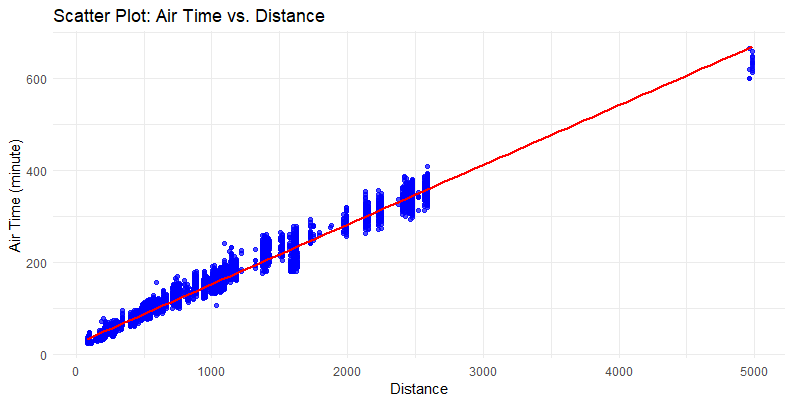 Scatter Plot: Air Time vs. Distance
600
400
200
0
Air Time (minute)
0 1000 2000 3000 4000 5000
Distance